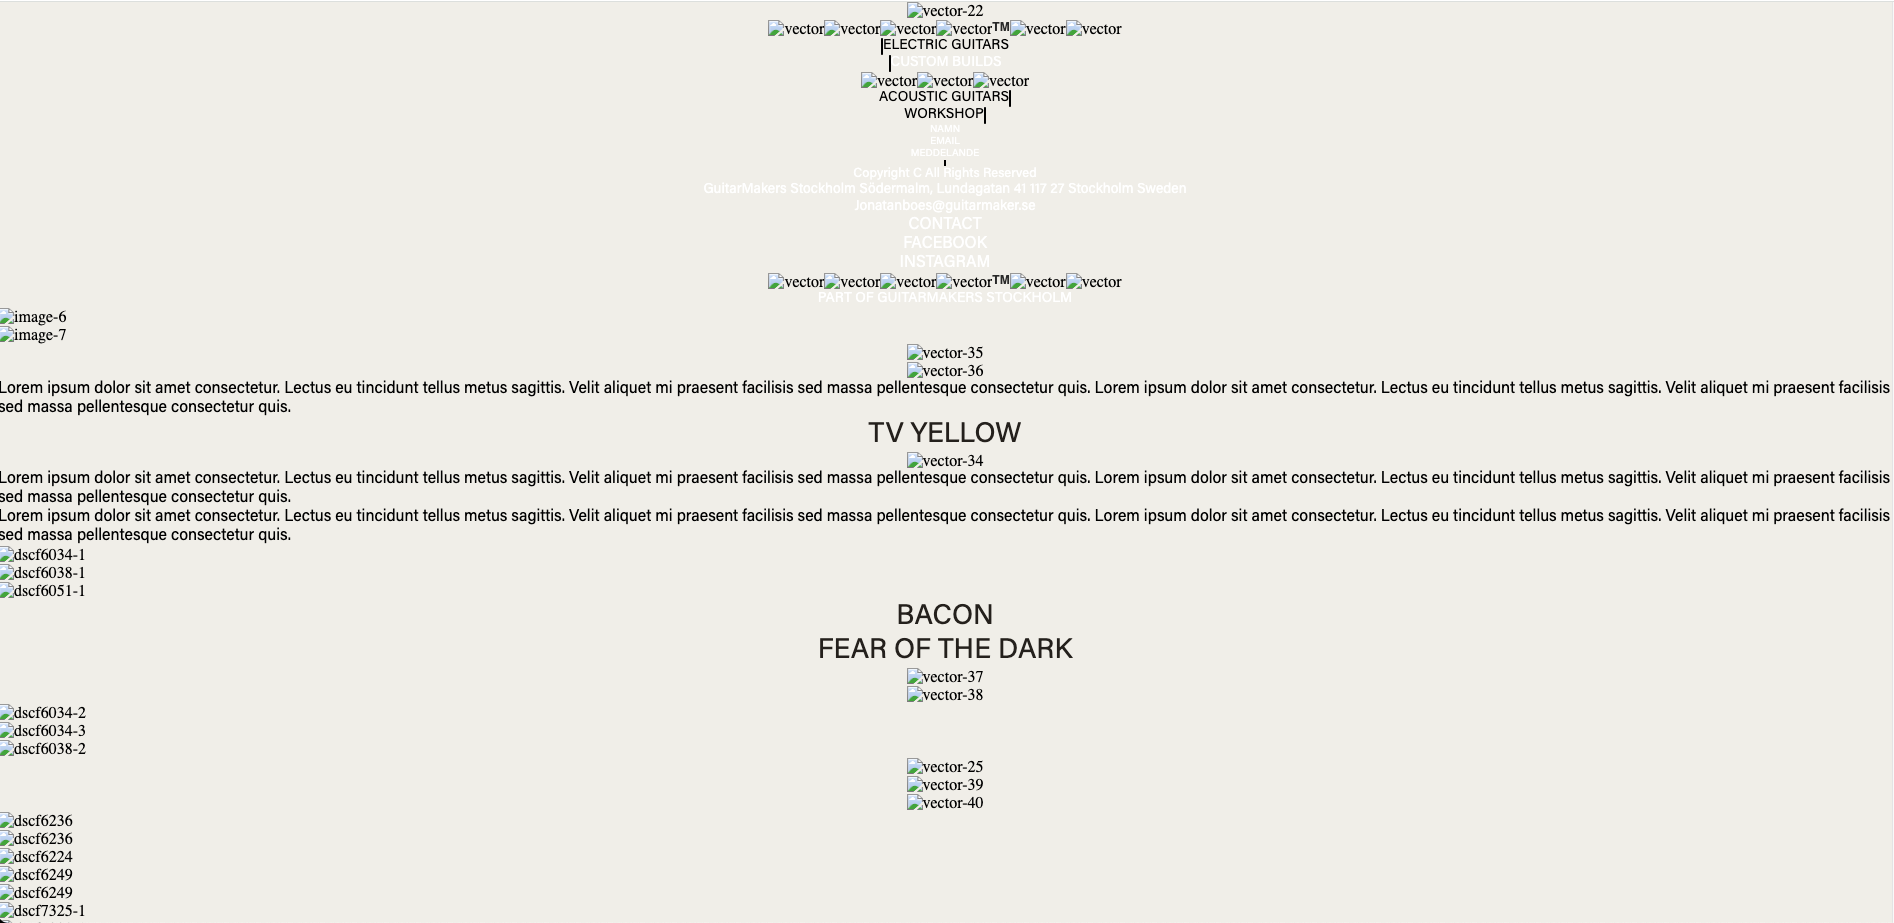 vector-22
vector vector vector vector TM vector vector
ELECTRIC GUITARS
CUSTOM BUILDS
vector vector vector
ACOUSTIC GUITARS
WORKSHOP
NAMN
EMAIL
MEDDELANDE
Copyright C All Rights Reserved
GuitarMakers Stockholm Södermalm, Lundagatan 41 117 27 Stockholm Sweden
Jonatanboes@guitarmaker.se
CONTACT
FACEBOOK
INSTAGRAM
vector vector vector vector TM vector vector
PART OF GUITARMAKERS STOCKHOLM
image-6
image-7
vector-35
vector-36
Lorem ipsum dolor sit amet consectetur. Lectus eu tincidunt tellus metus sagittis. Velit aliquet mi praesent facilisis sed massa pellentesque consectetur quis. Lorem ipsum dolor sit amet consectetur. Lectus eu tincidunt tellus metus sagittis. Velit aliquet mi praesent facilisis
sed massa pellentesque consectetur quis.
TV YELLOW
vector-34
Lorem ipsum dolor sit amet consectetur. Lectus eu tincidunt tellus metus sagittis. Velit aliquet mi praesent facilisis sed massa pellentesque consectetur quis. Lorem ipsum dolor sit amet consectetur. Lectus eu tincidunt tellus metus sagittis. Velit aliquet mi praesent facilisis
sed massa pellentesque consectetur quis.
Lorem ipsum dolor sit amet consectetur. Lectus eu tincidunt tellus metus sagittis. Velit aliquet mi praesent facilisis sed massa pellentesque consectetur quis. Lorem ipsum dolor sit amet consectetur. Lectus eu tincidunt tellus metus sagittis. Velit aliquet mi praesent facilisis
sed massa pellentesque consectetur quis.
dscf6034-1
dscf6038-1
dscf6051-1
BACON
FEAR OF THE DARK
vector-37
vector-38
dscf6034-2
dscf6034-3
dscf6038-2
vector-25
vector-39
vector-40
dscf6236
dscf6236
dscf6224
dscf6249
dscf6249
dscf7325-1